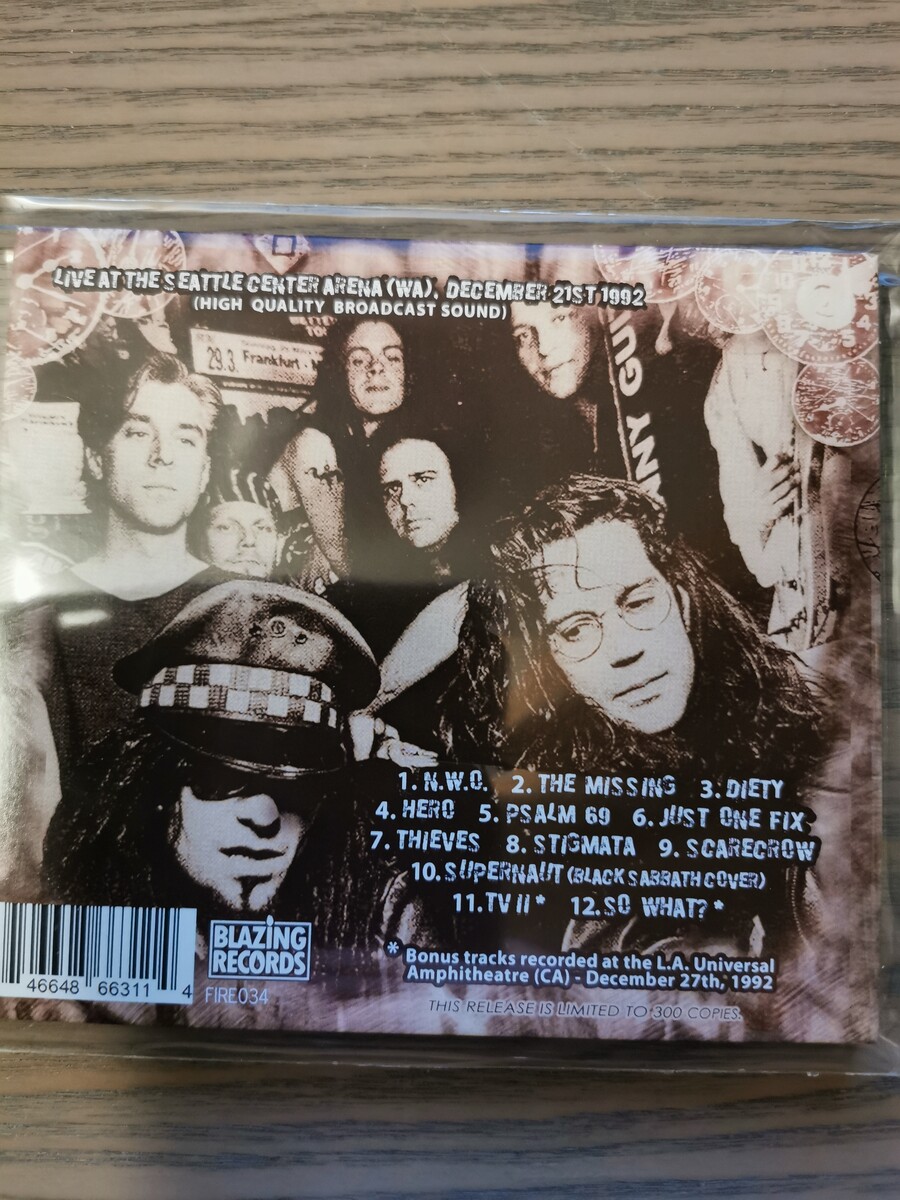 LIVE AT THE SEATTLE CENTER ARENA (WA), DECEMBER 21ST 1992
(HIGH QUALITY BROADCAST SOUND)
29.3. Frankfurt
NY GU
1. N.W.O. 2. THE MISSING 3. DIETY
4. HERO 5. PSALM 69 6. JUST ONE FIX
7. THIEVES 8. STIGMATA 9. SCARECROW
10. SUPERNAUT (BLACK SABBATH COVER)
11. TV II * 12. SO WHAT? *
* Bonus tracks recorded at the L.A. Universal
Amphitheatre (CA) - December 27th, 1992
THIS RELEASE IS LIMITED TO 300 COPIES.
BLAZING
RECORDS
FIRE034
46648 66311 4